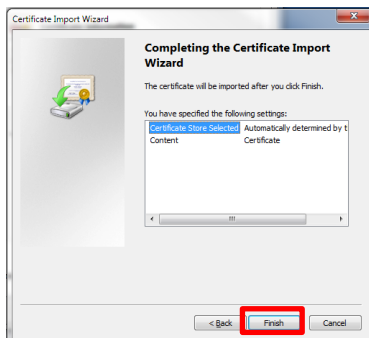 Certificate Import Wizard
Completing the Certificate Import
Wizard
The certificate will be imported after you click Finish.
You have specified the following settings:
Certificate Store Selected Automatically determined by t
Content Certificate
< Back Finish Cancel